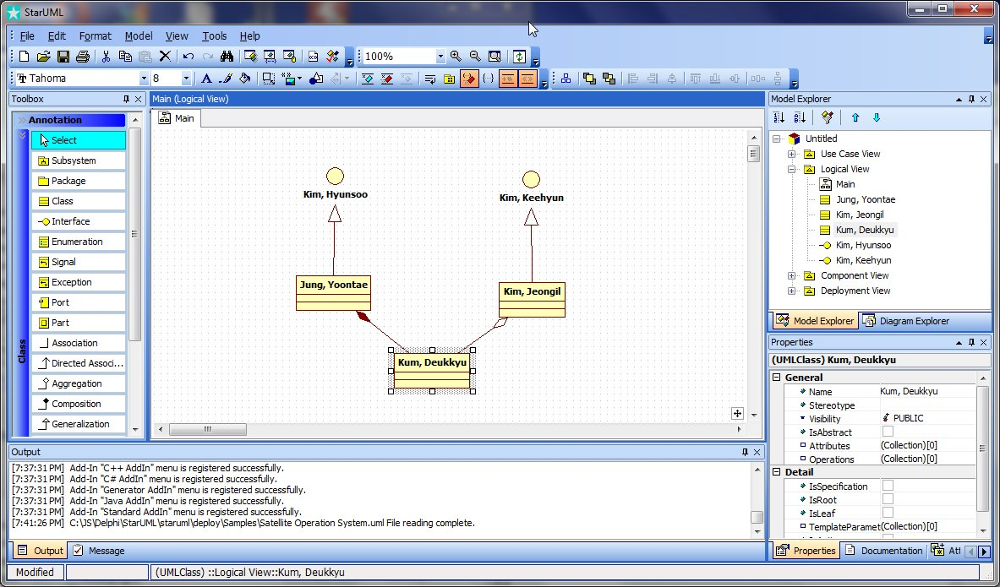 StarUML
File Edit Format Model View Tools Help
100%
Tahoma 8
Toolbox
Annotation
Select
Subsystem
Package
Class
Interface
Enumeration
Signal
Exception
Port
Part
Association
Directed Associ...
Aggregation
Composition
Generalization
Class
Main (Logical View)
Main
Kim, Hyunsoo
Kim, Keehyun
Jung, Yoontae
Kim, Jeongil
Kum, Deukkyu
Model Explorer
Untitled
Use Case View
Logical View
Main
Jung, Yoontae
Kim, Jeongil
Kum, Deukkyu
Kim, Hyunsoo
Kim, Keehyun
Component View
Deployment View
Model Explorer Diagram Explorer
Properties
(UMLClass) Kum, Deukkyu
General
Name Kum, Deukkyu
Stereotype
Visibility PUBLIC
IsAbstract
Attributes (Collection)[0]
Operations (Collection)[0]
Detail
IsSpecification
IsRoot
IsLeaf
TemplateParamet (Collection)[0]
Properties Documentation Att
Output
[7:37:31 PM] Add-In "C++ AddIn" menu is registered successfully.
[7:37:31 PM] Add-In "C# AddIn" menu is registered successfully.
[7:37:31 PM] Add-In "Generator AddIn" menu is registered successfully.
[7:37:31 PM] Add-In "Java AddIn" menu is registered successfully.
[7:37:31 PM] Add-In "Standard AddIn" menu is registered successfully.
[7:41:26 PM] C:\JS\Delphi\StarUML\staruml\deploy\Samples\Satellite Operation System.uml File reading complete.
Output Message
Modified (UMLClass) ::Logical View::Kum, Deukkyu